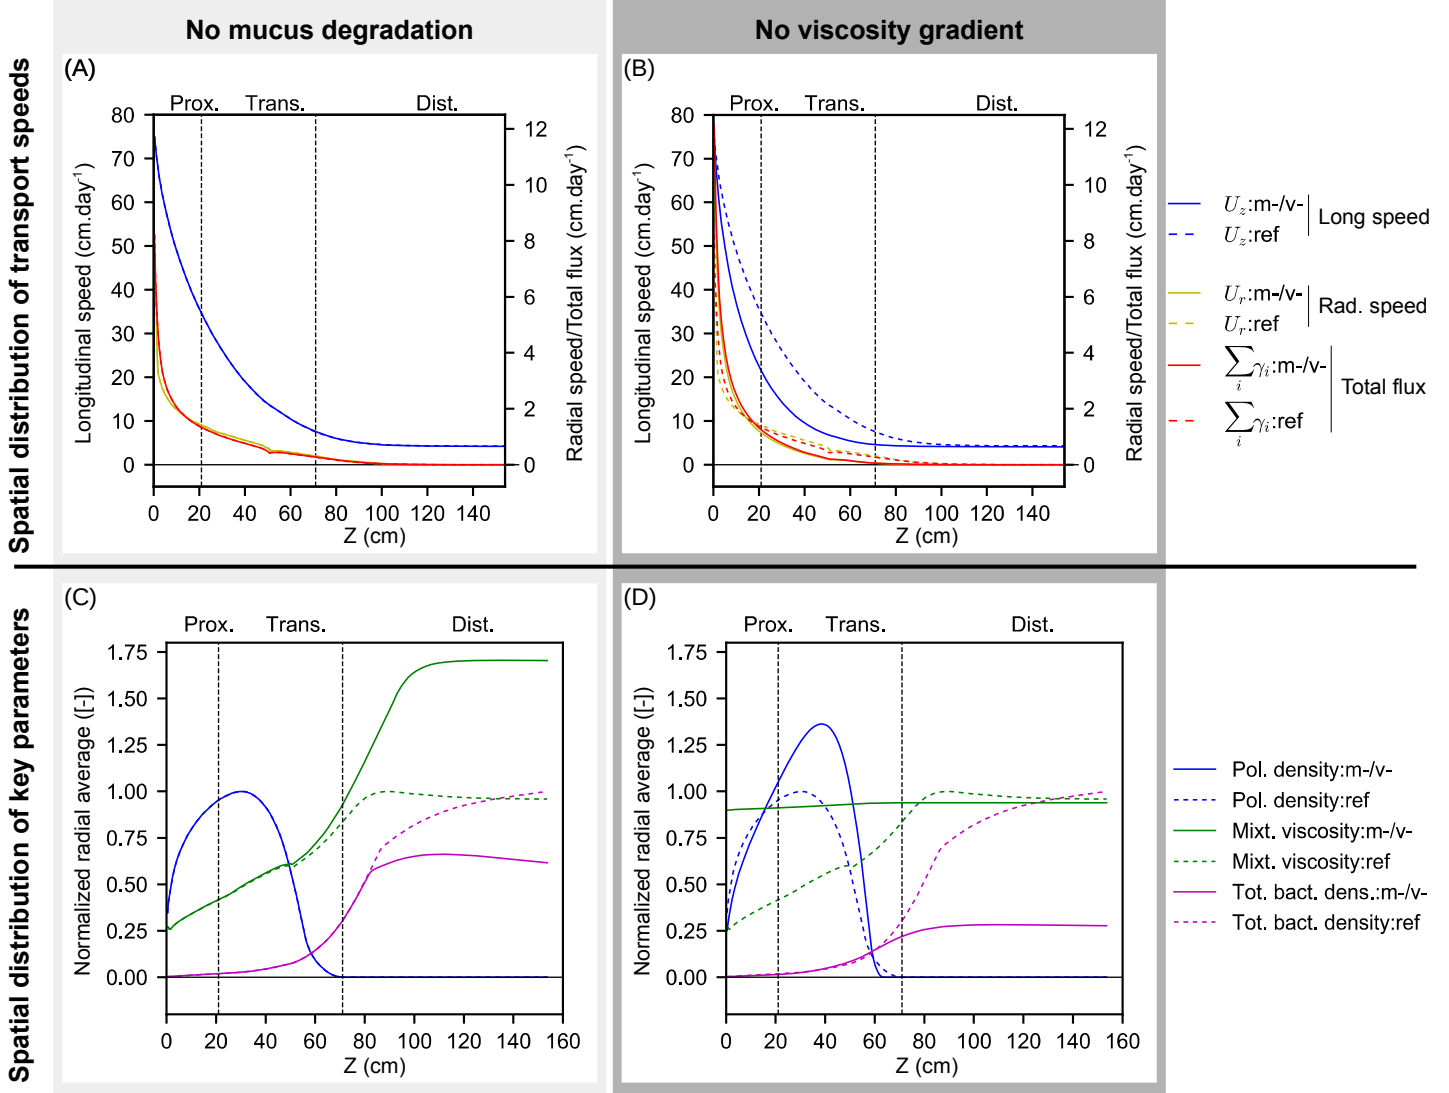 No mucus degradation
No viscosity gradient
Spatial distribution of transport speeds
(A)
Prox. Trans. Dist.
80
70
60
50
40
30
20
10
0
Longitudinal speed (cm.day⁻¹)
12
10
8
6
4
2
0
Radial speed/Total flux (cm.day⁻¹)
0 20 40 60 80 100 120 140
Z (cm)
(B)
Prox. Trans. Dist.
80
70
60
50
40
30
20
10
0
Longitudinal speed (cm.day⁻¹)
12
10
8
6
4
2
0
Radial speed/Total flux (cm.day⁻¹)
0 20 40 60 80 100 120 140
Z (cm)
U_z:m-/v-
U_z:ref
Long speed
U_r:m-/v-
U_r:ref
Rad. speed
∑_i γ_i:m-/v-
∑_i γ_i:ref
Total flux
Spatial distribution of key parameters
(C)
Prox. Trans. Dist.
1.75
1.50
1.25
1.00
0.75
0.50
0.25
0.00
Normalized radial average ([-])
0 20 40 60 80 100 120 140 160
Z (cm)
(D)
Prox. Trans. Dist.
1.75
1.50
1.25
1.00
0.75
0.50
0.25
0.00
Normalized radial average ([-])
0 20 40 60 80 100 120 140 160
Z (cm)
Pol. density:m-/v-
Pol. density:ref
Mixt. viscosity:m-/v-
Mixt. viscosity:ref
Tot. bact. dens.:m-/v-
Tot. bact. density:ref